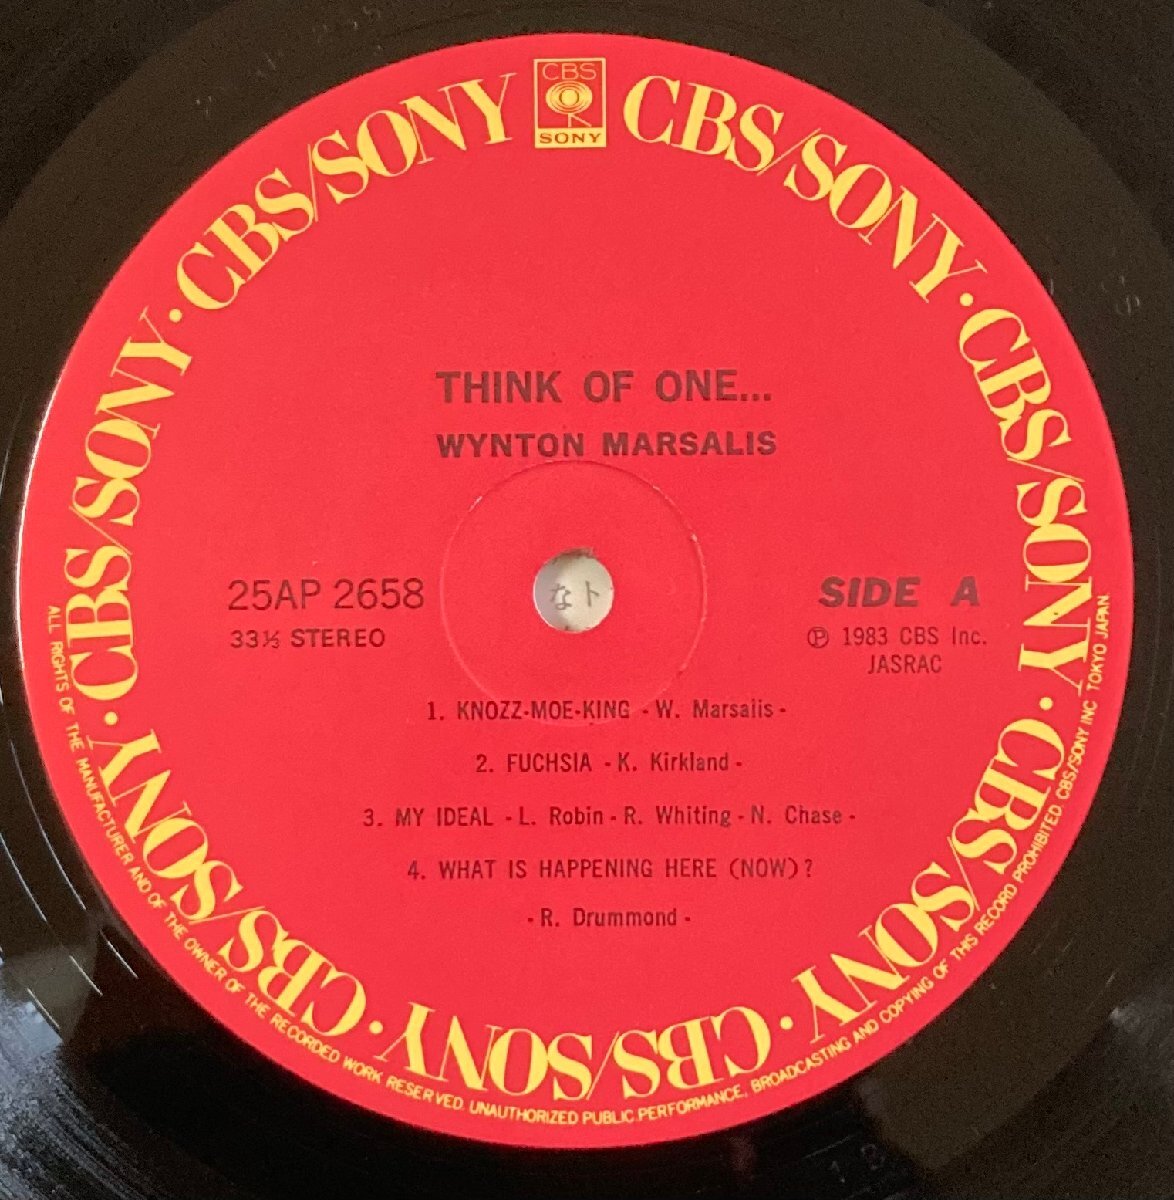 CBS
SONY
CBS/SONY · CBS/SONY · CBS/SONY · CBS/SONY · CBS/SONY · CBS/SONY · CBS/SONY
THINK OF ONE...
WYNTON MARSALIS
25AP 2658
33⅓ STEREO
SIDE A
Ⓟ 1983 CBS Inc.
JASRAC
なト
1. KNOZZ-MOE-KING - W. Marsalis -
2. FUCHSIA - K. Kirkland -
3. MY IDEAL - L. Robin - R. Whiting - N. Chase -
4. WHAT IS HAPPENING HERE (NOW)?
- R. Drummond -
ALL RIGHTS OF THE MANUFACTURER AND OF THE OWNER OF THE RECORDED WORK RESERVED. UNAUTHORIZED PUBLIC PERFORMANCE, BROADCASTING AND COPYING OF THIS RECORD PROHIBITED CBS/SONY INC TOKYO JAPAN